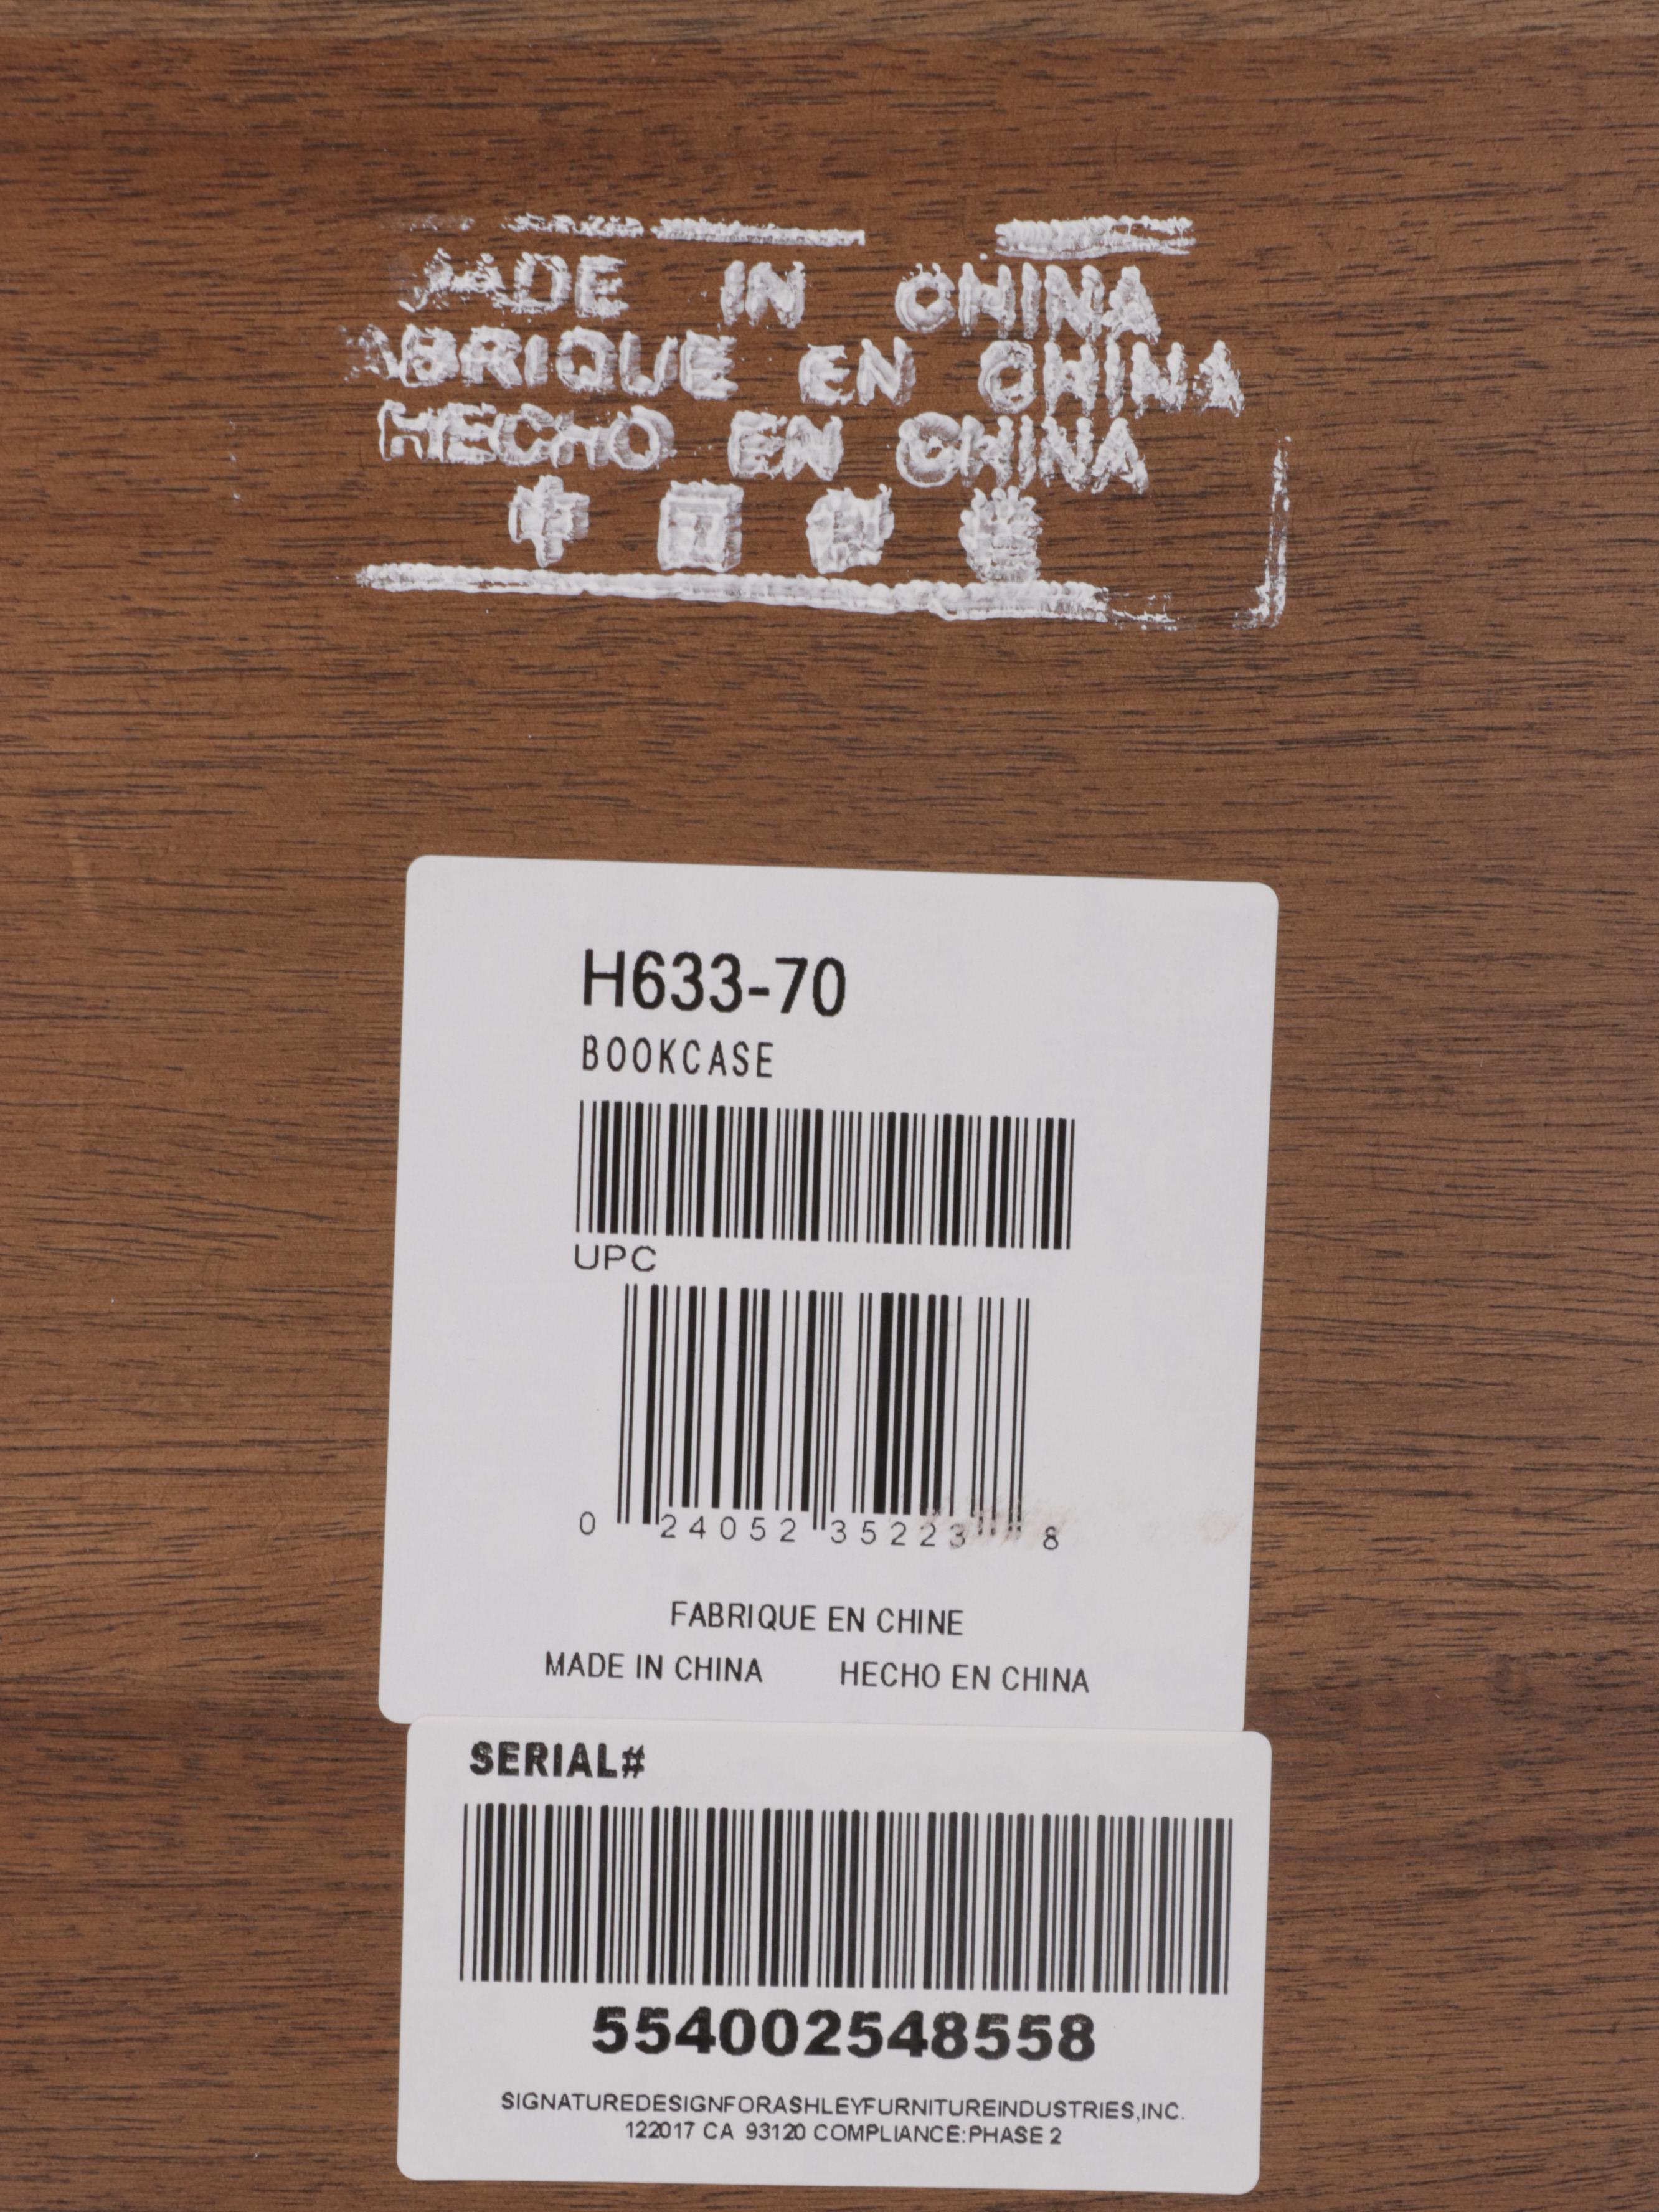 MADE IN CHINA
ABRIQUE EN CHINA
HECHO EN CHINA
H633-70
BOOKCASE
UPC
0 24052 35223 8
FABRIQUE EN CHINE
MADE IN CHINA HECHO EN CHINA
SERIAL#
554002548558
SIGNATUREDESIGNFORASHLEYFURNITUREINDUSTRIES,INC.
122017 CA 93120 COMPLIANCE:PHASE 2